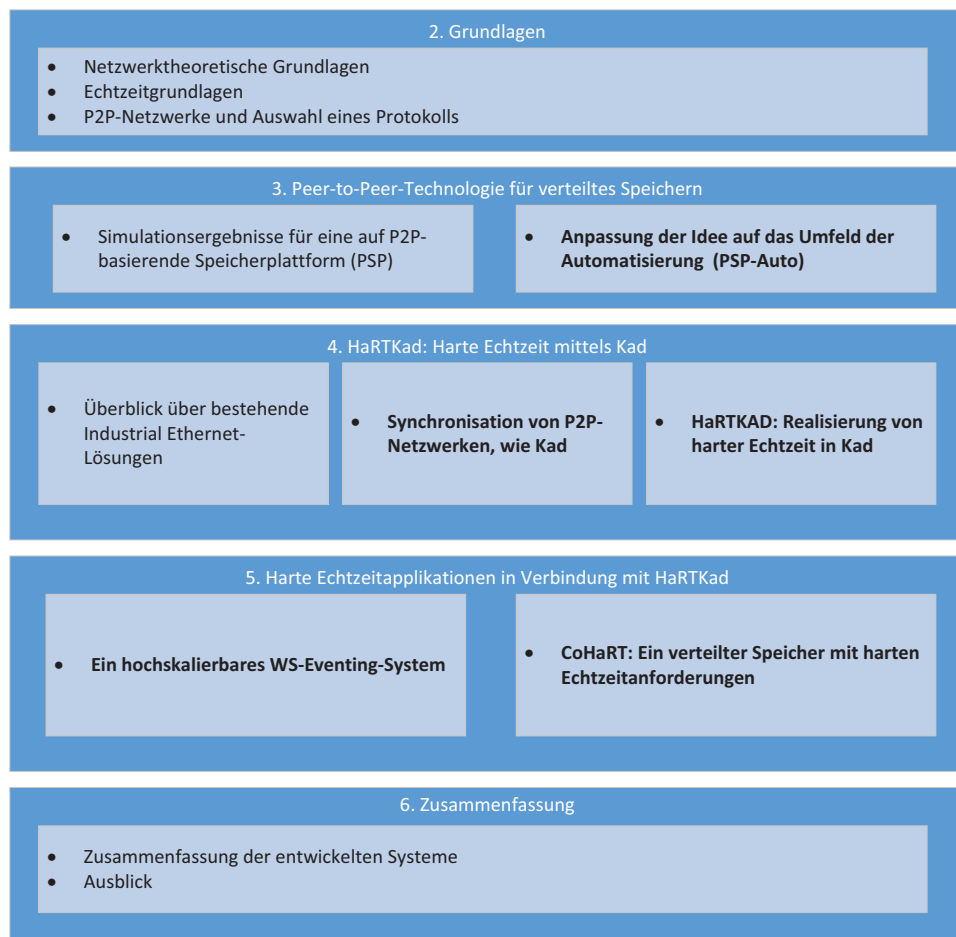 2. Grundlagen
• Netzwerktheoretische Grundlagen
• Echtzeitgrundlagen
• P2P-Netzwerke und Auswahl eines Protokolls
3. Peer-to-Peer-Technologie für verteiltes Speichern
• Simulationsergebnisse für eine auf P2P-
basierende Speicherplattform (PSP)
• Anpassung der Idee auf das Umfeld der
Automatisierung (PSP-Auto)
4. HaRTKad: Harte Echtzeit mittels Kad
• Überblick über bestehende
Industrial Ethernet-
Lösungen
• Synchronisation von P2P-
Netzwerken, wie Kad
• HaRTKAD: Realisierung von
harter Echtzeit in Kad
5. Harte Echtzeitapplikationen in Verbindung mit HaRTKad
• Ein hochskalierbares WS-Eventing-System
• CoHaRT: Ein verteilter Speicher mit harten
Echtzeitanforderungen
6. Zusammenfassung
• Zusammenfassung der entwickelten Systeme
• Ausblick